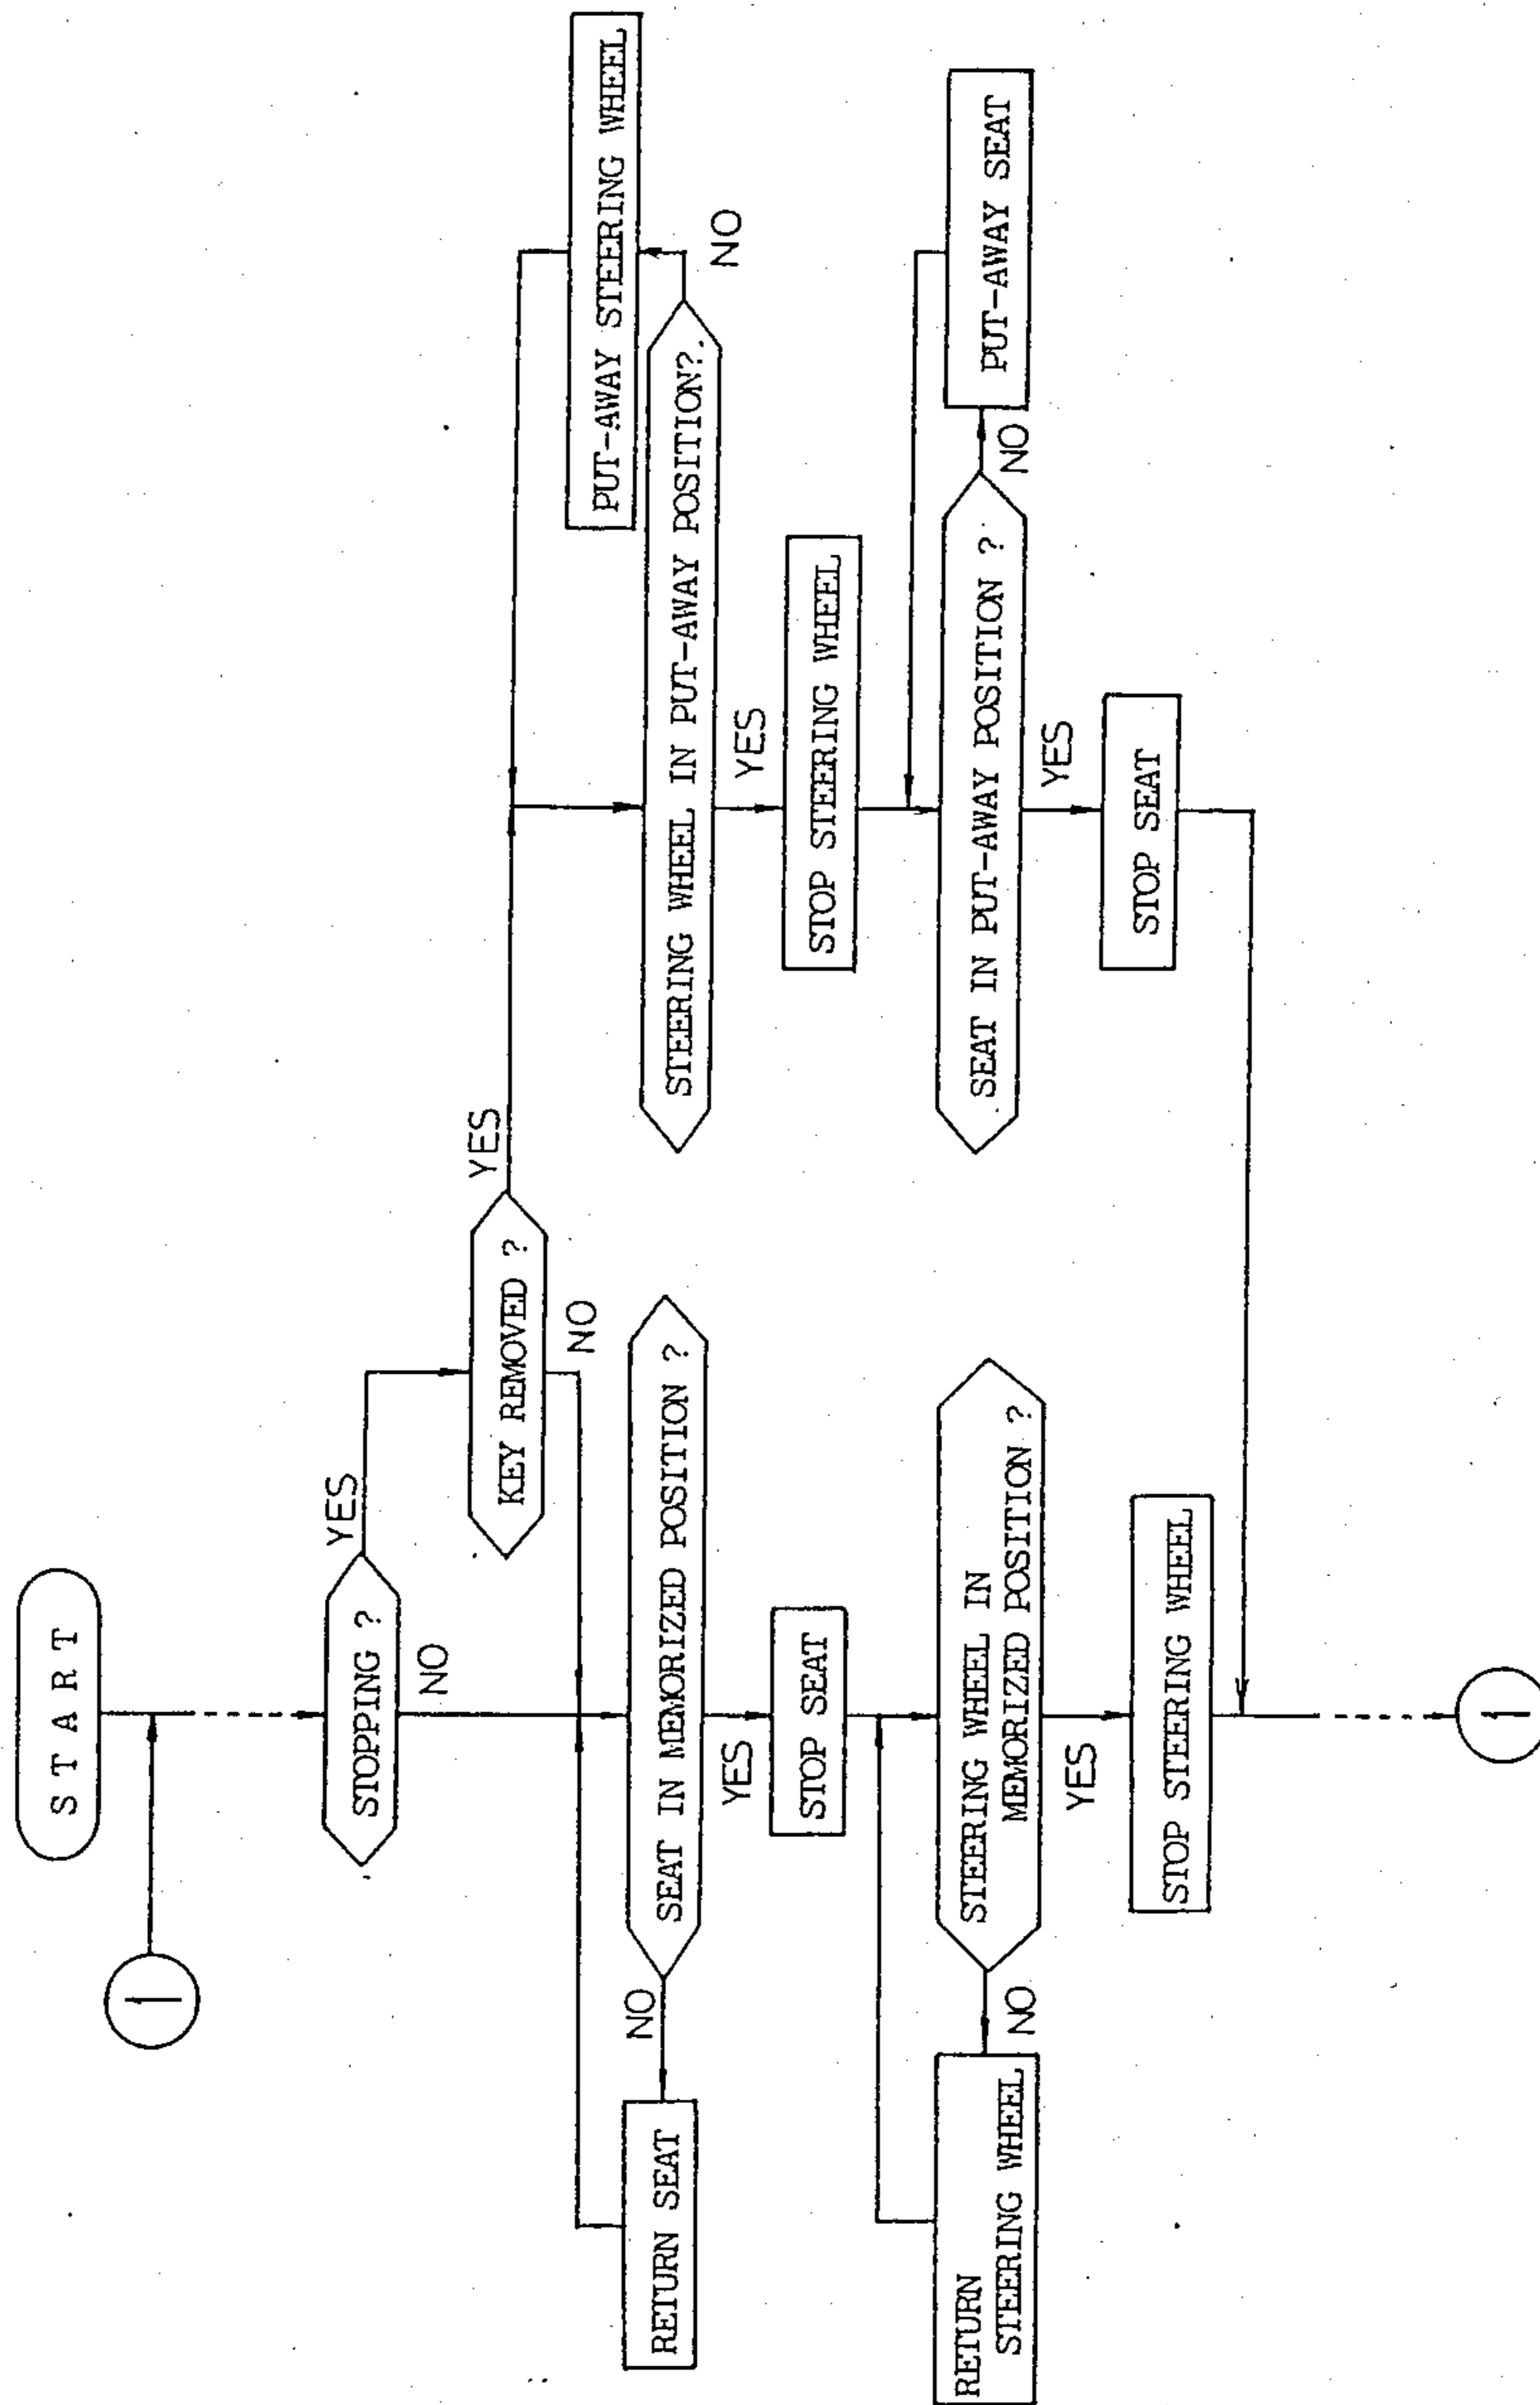 START
1
STOPPING ?
YES
NO
KEY REMOVED ?
YES
NO
SEAT IN MEMORIZED POSITION ?
NO
RETURN SEAT
YES
STOP SEAT
STEERING WHEEL IN
MEMORIZED POSITION ?
NO
RETURN
STEERING WHEEL
YES
STOP STEERING WHEEL
PUT-AWAY STEERING WHEEL
STEERING WHEEL IN PUT-AWAY POSITION?
NO
YES
STOP STEERING WHEEL
SEAT IN PUT-AWAY POSITION ?
NO
PUT-AWAY SEAT
YES
STOP SEAT
1